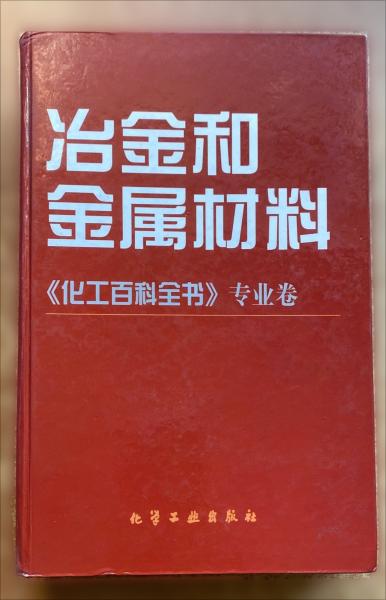 冶金和
金属材料
《化工百科全书》专业卷
化学工业出版社